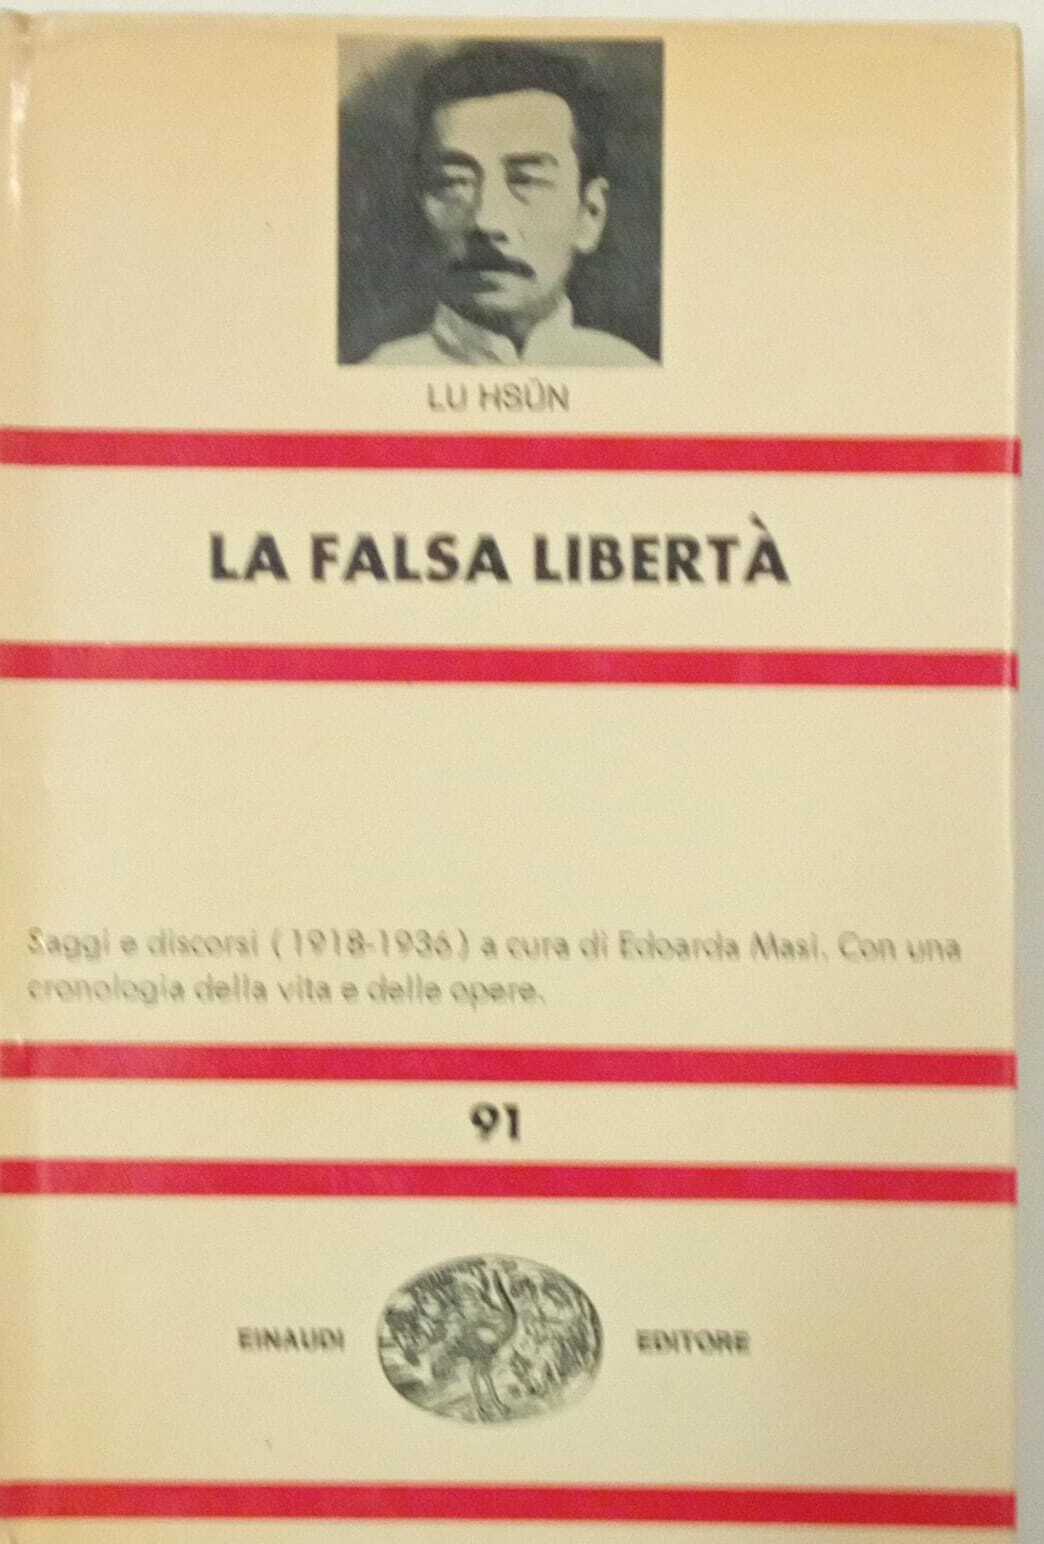 LU HSÜN
LA FALSA LIBERTÀ
Saggi e discorsi (1918-1936) a cura di Edoarda Masi. Con una
cronologia della vita e delle opere.
91
EINAUDI EDITORE